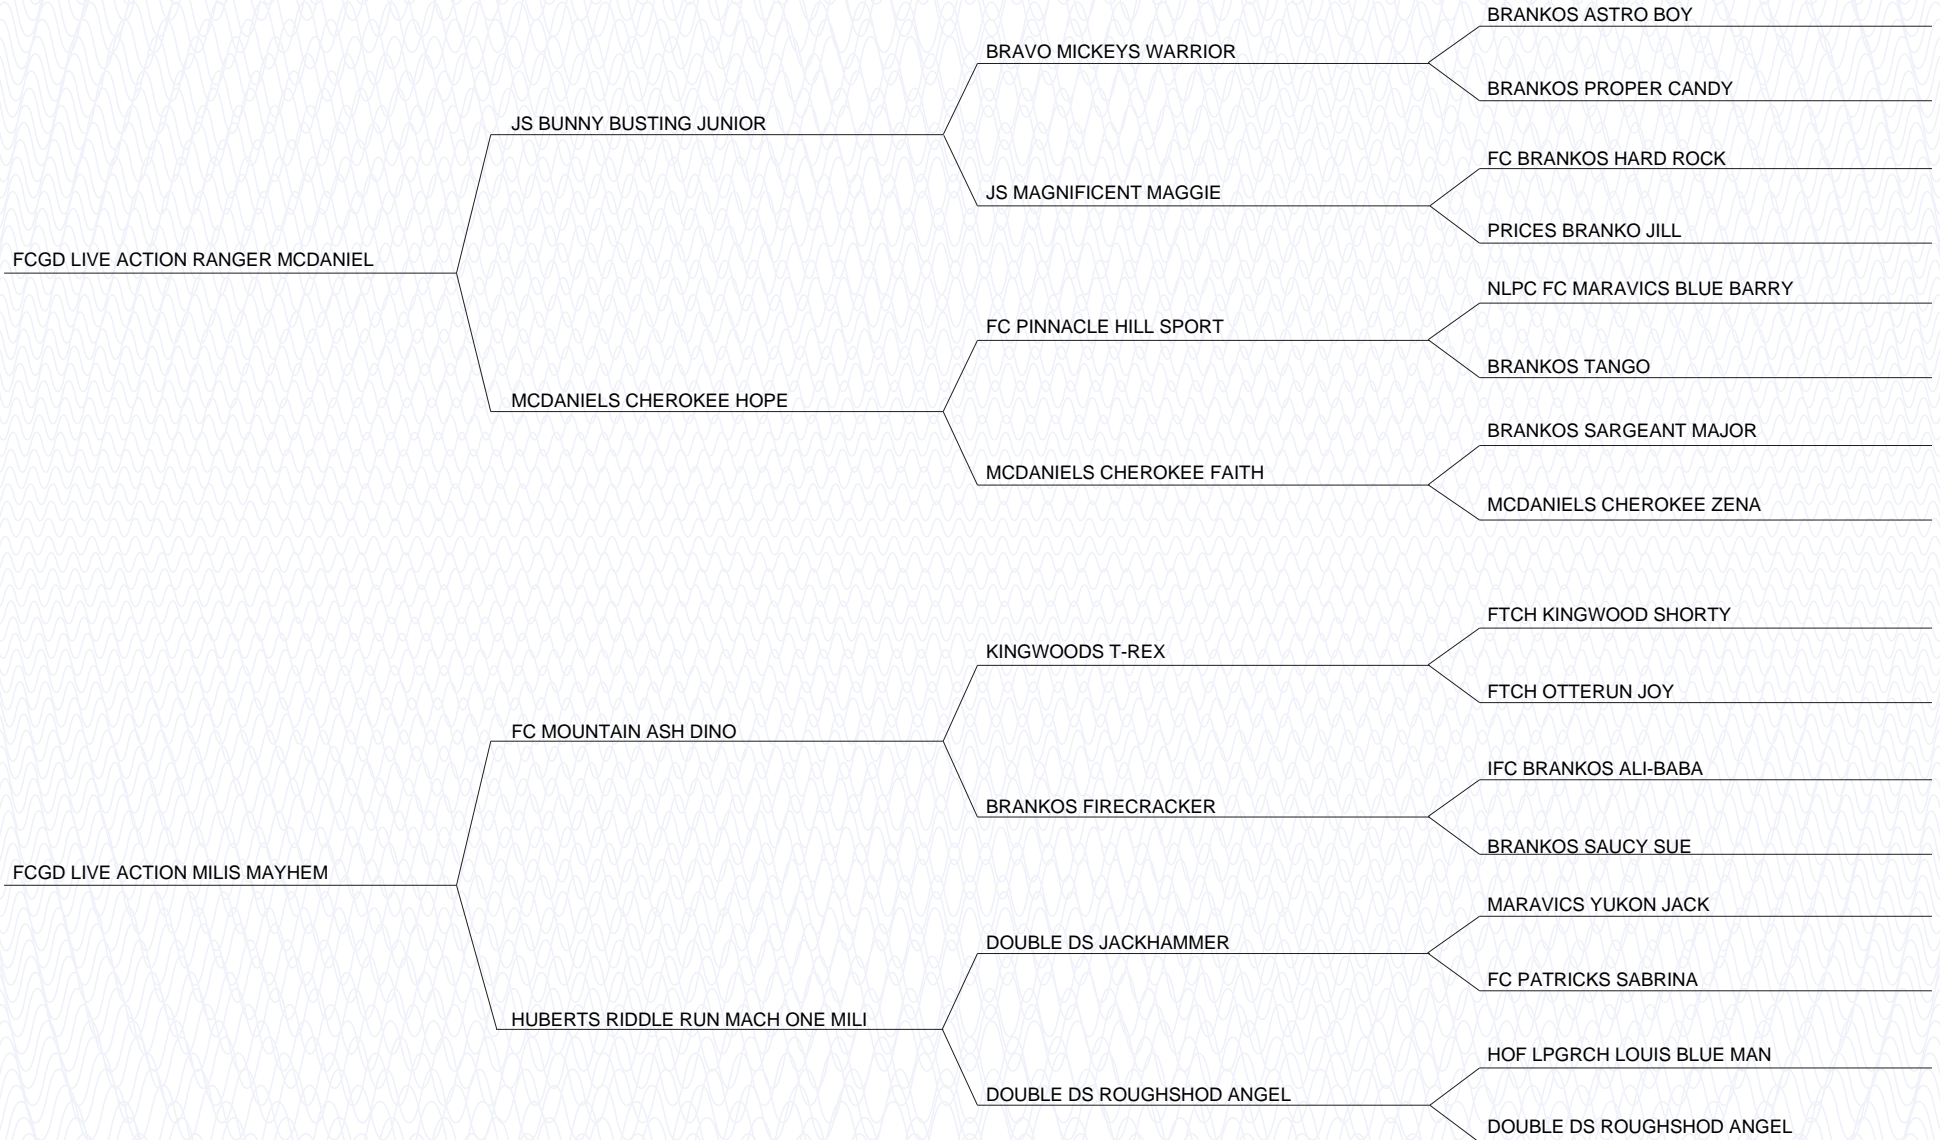 BRANKOS ASTRO BOY
BRAVO MICKEYS WARRIOR
BRANKOS PROPER CANDY
JS BUNNY BUSTING JUNIOR
FC BRANKOS HARD ROCK
JS MAGNIFICENT MAGGIE
PRICES BRANKO JILL
FCGD LIVE ACTION RANGER MCDANIEL
NLPC FC MARAVICS BLUE BARRY
FC PINNACLE HILL SPORT
BRANKOS TANGO
MCDANIELS CHEROKEE HOPE
BRANKOS SARGEANT MAJOR
MCDANIELS CHEROKEE FAITH
MCDANIELS CHEROKEE ZENA
FTCH KINGWOOD SHORTY
KINGWOODS T-REX
FTCH OTTERUN JOY
FC MOUNTAIN ASH DINO
IFC BRANKOS ALI-BABA
BRANKOS FIRECRACKER
BRANKOS SAUCY SUE
FCGD LIVE ACTION MILIS MAYHEM
MARAVICS YUKON JACK
DOUBLE DS JACKHAMMER
FC PATRICKS SABRINA
HUBERTS RIDDLE RUN MACH ONE MILI
HOF LPGRCH LOUIS BLUE MAN
DOUBLE DS ROUGHSHOD ANGEL
DOUBLE DS ROUGHSHOD ANGEL